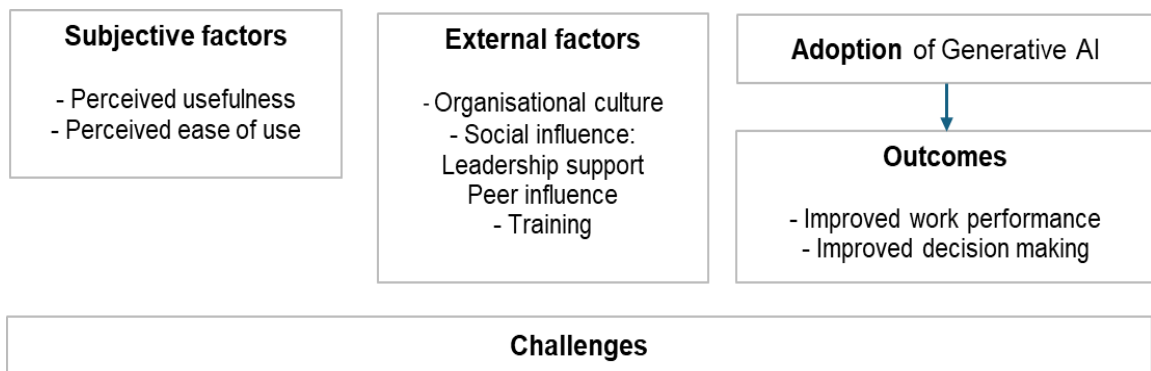 Subjective factors
- Perceived usefulness
- Perceived ease of use
External factors
- Organisational culture
- Social influence:
Leadership support
Peer influence
- Training
Adoption of Generative AI
Outcomes
- Improved work performance
- Improved decision making
Challenges